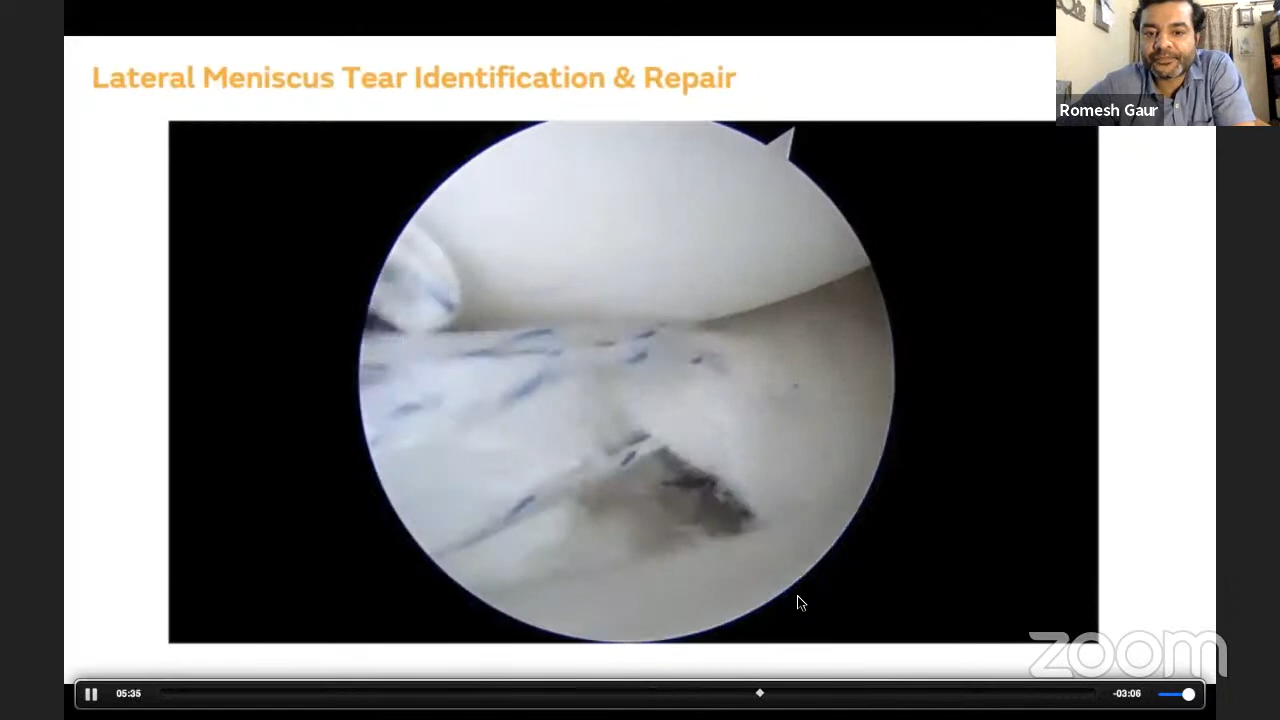 Lateral Meniscus Tear Identification & Repair
Romesh Gaur
zoom
05:35
-03:06